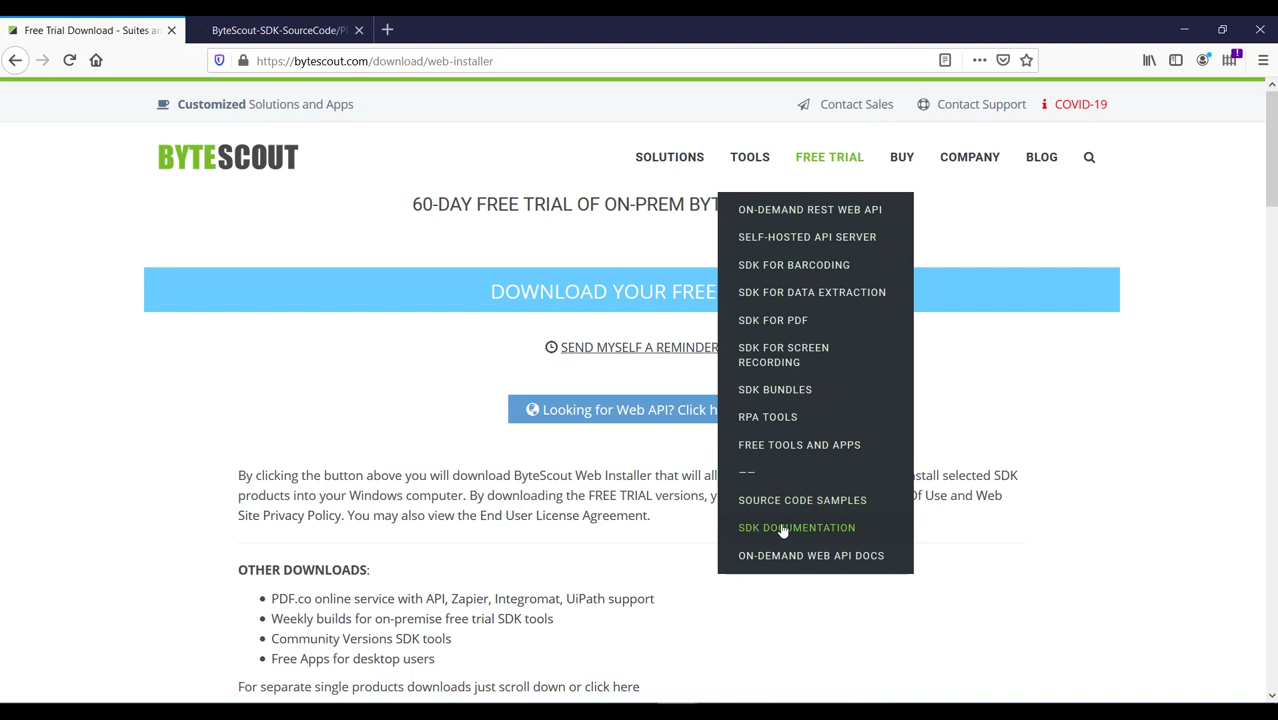 Free Trial Download - Suites an
ByteScout-SDK-SourceCode/PD
https://bytescout.com/download/web-installer
Customized Solutions and Apps
Contact Sales
Contact Support
COVID-19
BYTESCOUT
SOLUTIONS
TOOLS
FREE TRIAL
BUY
COMPANY
BLOG
60-DAY FREE TRIAL OF ON-PREM BYT
ON-DEMAND REST WEB API
SELF-HOSTED API SERVER
SDK FOR BARCODING
SDK FOR DATA EXTRACTION
SDK FOR PDF
SDK FOR SCREEN
RECORDING
SDK BUNDLES
RPA TOOLS
FREE TOOLS AND APPS
——
SOURCE CODE SAMPLES
SDK DOCUMENTATION
ON-DEMAND WEB API DOCS
DOWNLOAD YOUR FREE
SEND MYSELF A REMINDER
Looking for Web API? Click h
By clicking the button above you will download ByteScout Web Installer that will all stall selected SDK
products into your Windows computer. By downloading the FREE TRIAL versions, y Of Use and Web
Site Privacy Policy. You may also view the End User License Agreement.
OTHER DOWNLOADS:
• PDF.co online service with API, Zapier, Integromat, UiPath support
• Weekly builds for on-premise free trial SDK tools
• Community Versions SDK tools
• Free Apps for desktop users
For separate single products downloads just scroll down or click here